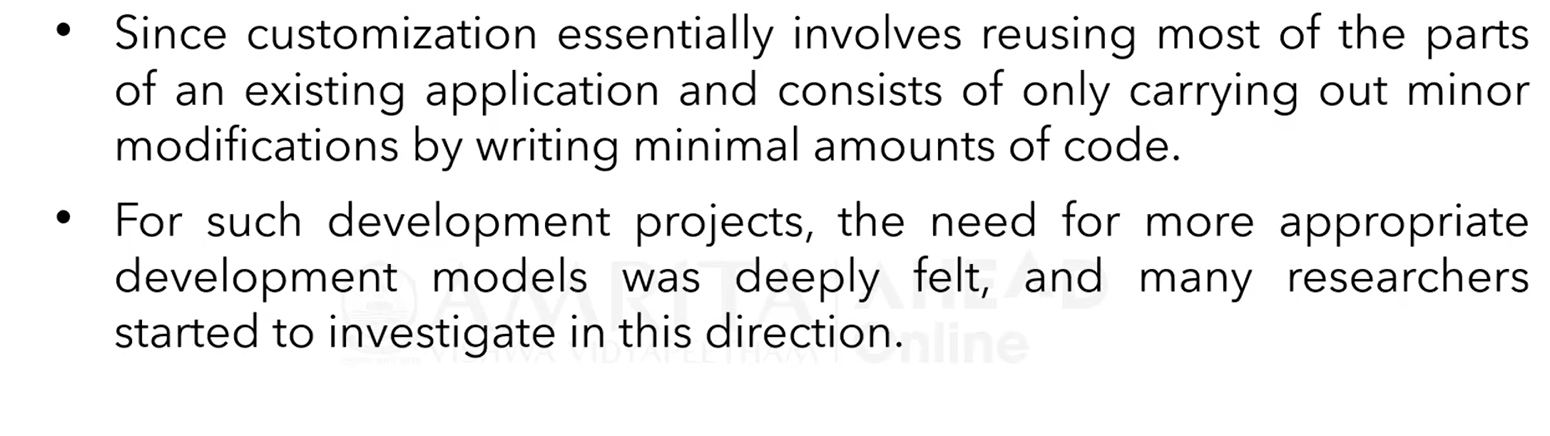 • Since customization essentially involves reusing most of the parts
of an existing application and consists of only carrying out minor
modifications by writing minimal amounts of code.
• For such development projects, the need for more appropriate
development models was deeply felt, and many researchers
started to investigate in this direction.
AMRITA AHEAD
VISHWA VIDYAPEETHAM Online